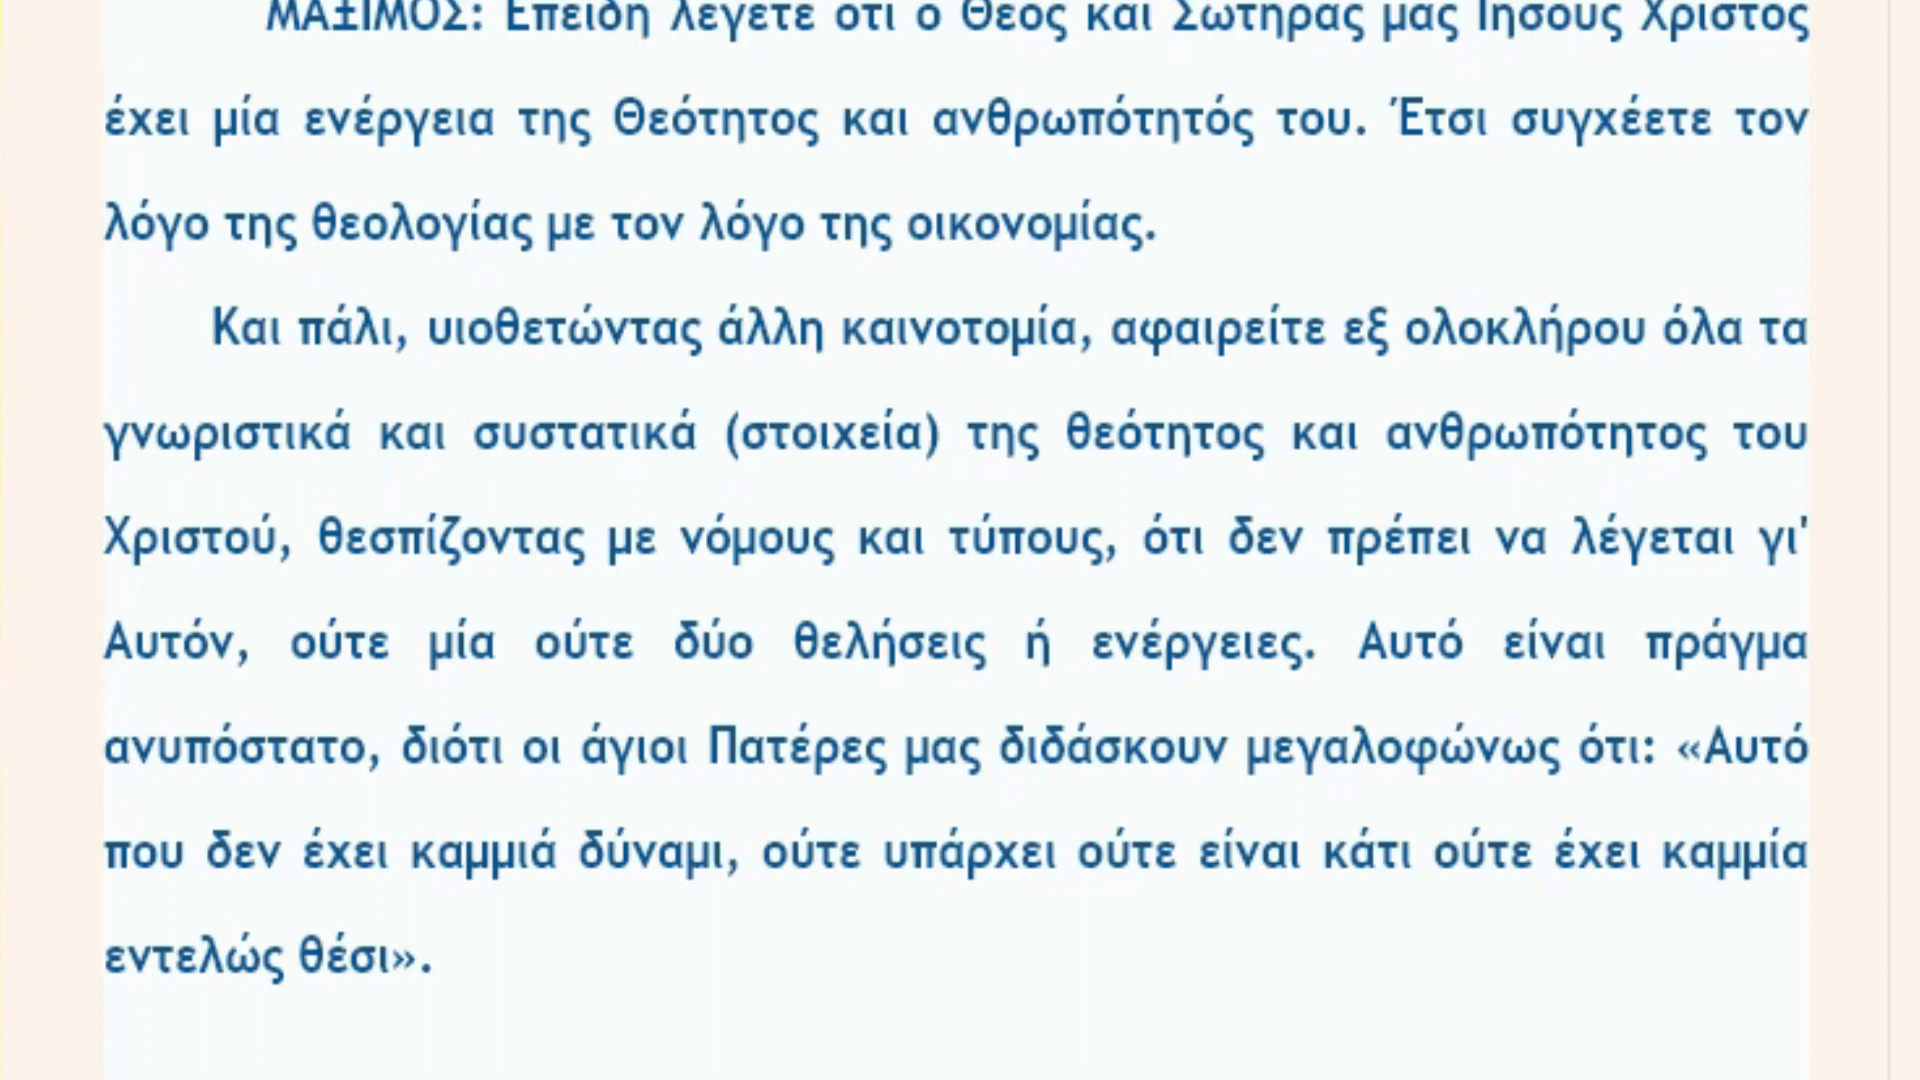 ΜΑΞΙΜΟΣ: Επειδή λέγετε ότι ο Θεός και Σωτήρας μας Ιησούς Χριστός
έχει μία ενέργεια της Θεότητος και ανθρωπότητός του. Έτσι συγχέετε τον
λόγο της θεολογίας με τον λόγο της οικονομίας.
Και πάλι, υιοθετώντας άλλη καινοτομία, αφαιρείτε εξ ολοκλήρου όλα τα
γνωριστικά και συστατικά (στοιχεία) της θεότητος και ανθρωπότητος του
Χριστού, θεσπίζοντας με νόμους και τύπους, ότι δεν πρέπει να λέγεται γι'
Αυτόν, ούτε μία ούτε δύο θελήσεις ή ενέργειες. Αυτό είναι πράγμα
ανυπόστατο, διότι οι άγιοι Πατέρες μας διδάσκουν μεγαλοφώνως ότι: «Αυτό
που δεν έχει καμμιά δύναμι, ούτε υπάρχει ούτε είναι κάτι ούτε έχει καμμία
εντελώς θέσι».